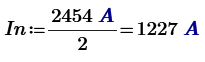 In := 2454 A / 2 = 1227 A